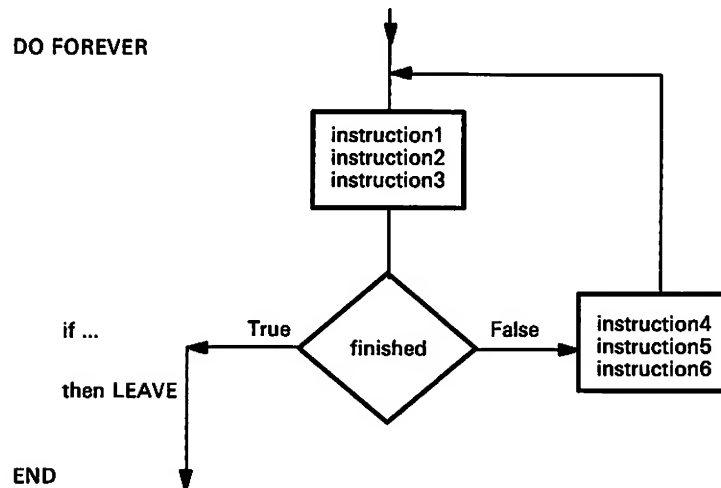 DO FOREVER
instruction1
instruction2
instruction3
if ...
True
finished
False
instruction4
instruction5
instruction6
then LEAVE
END